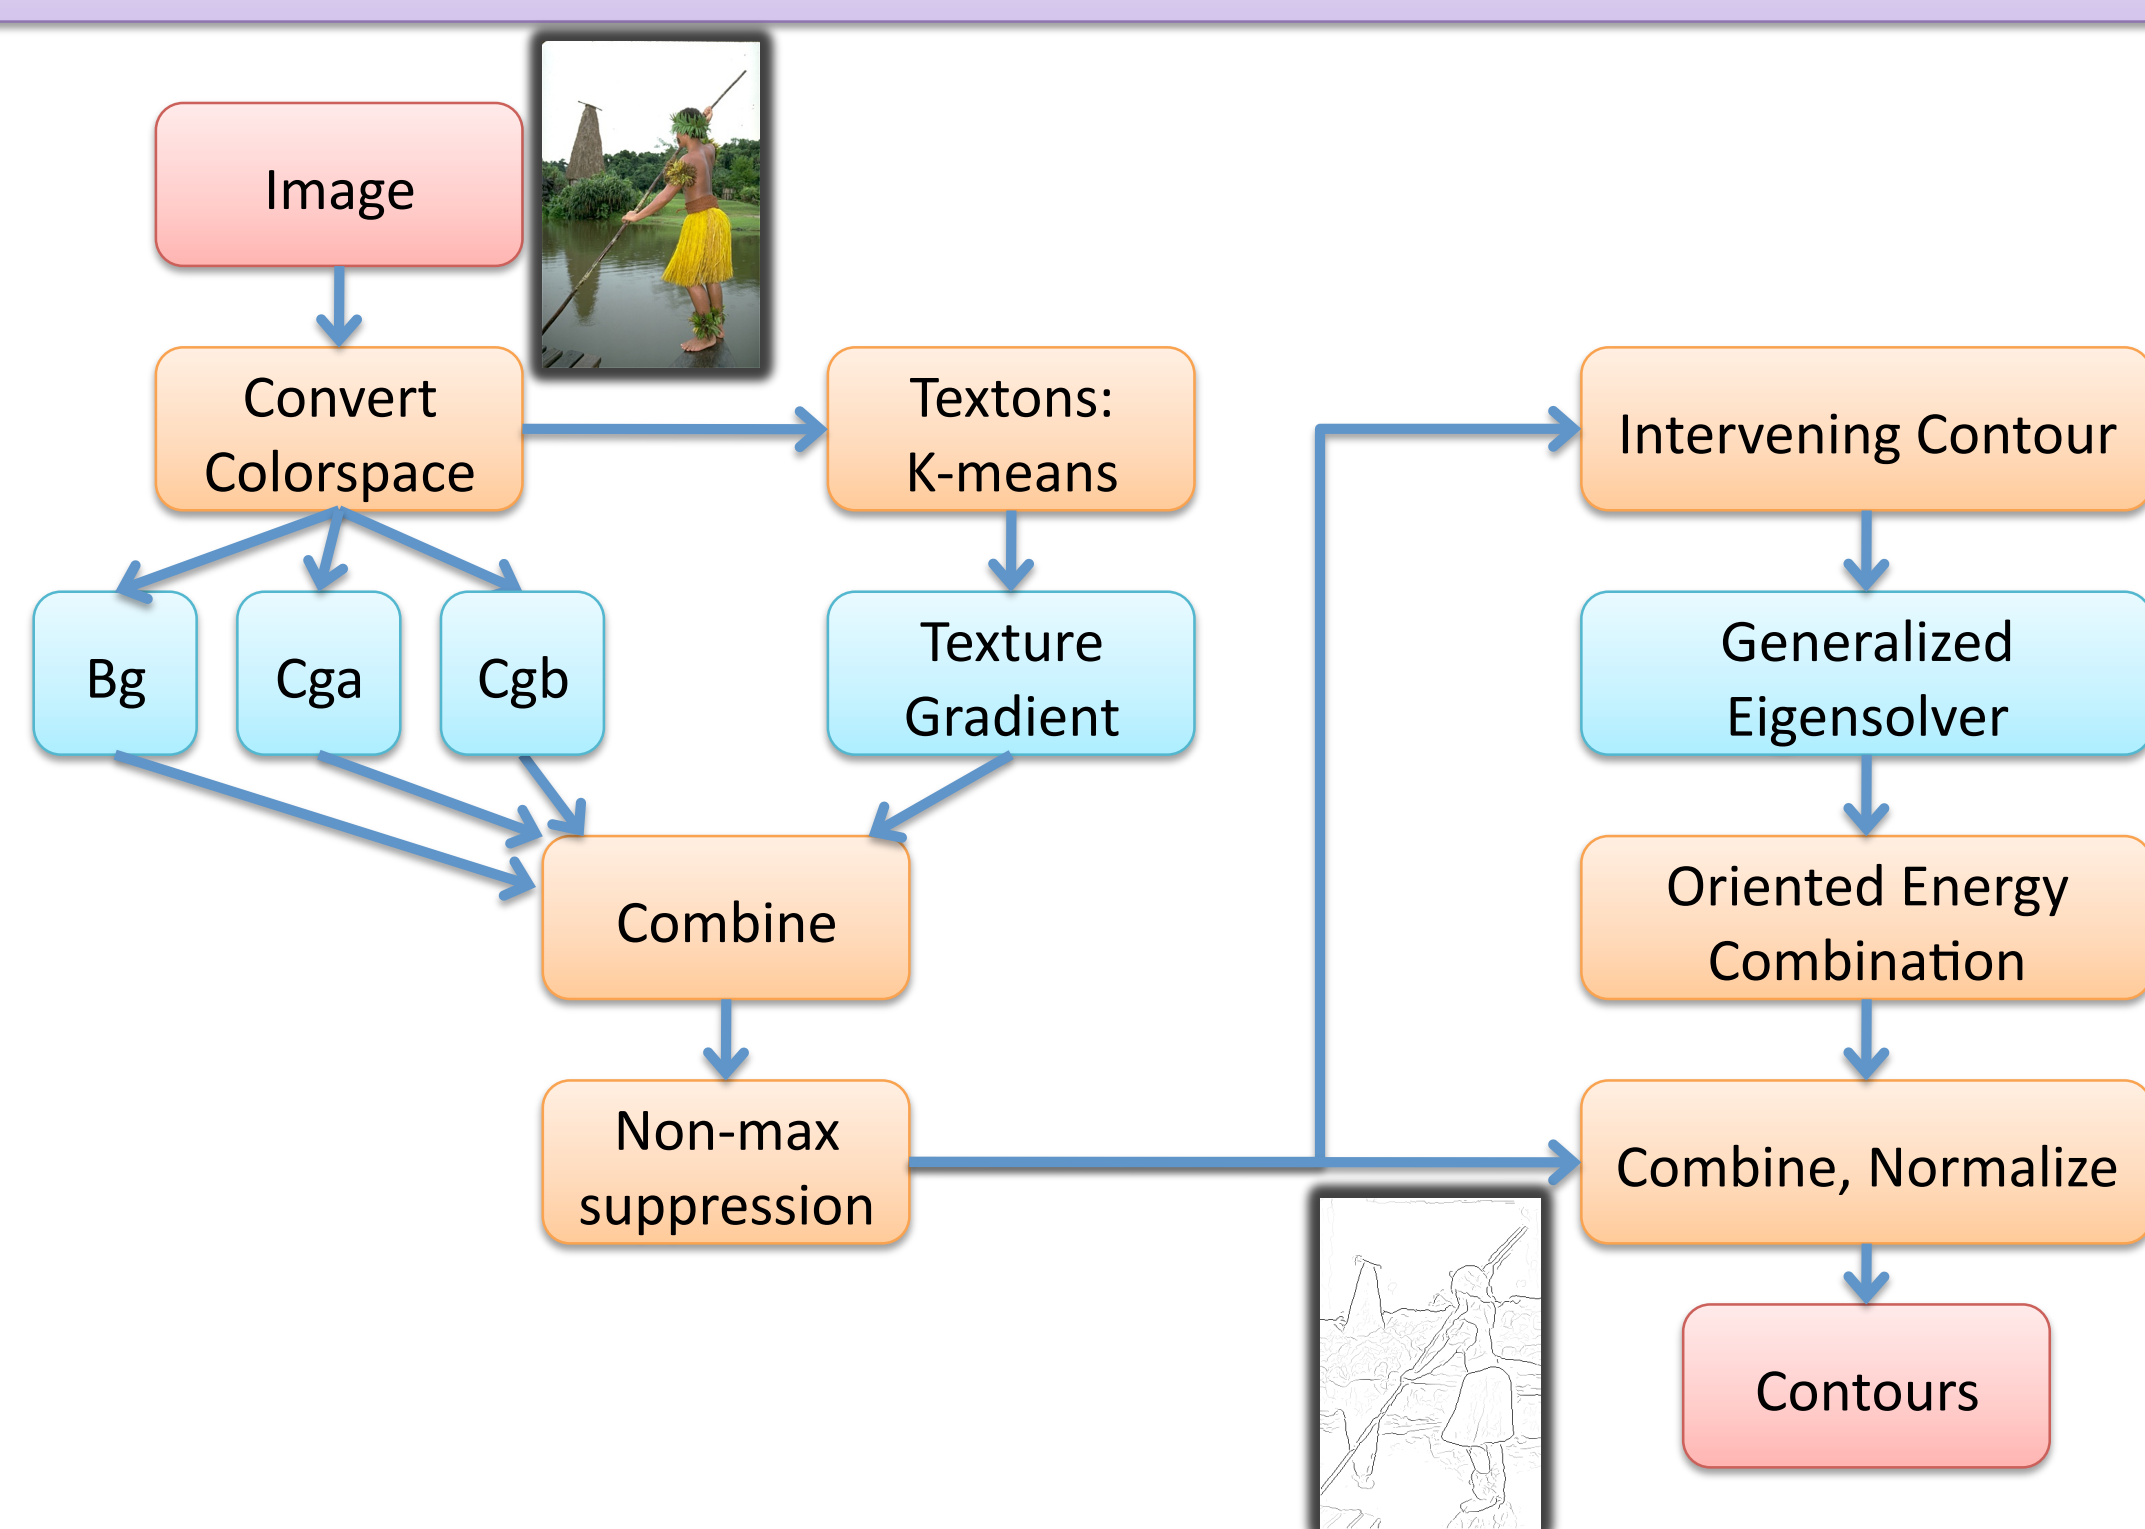 Image
Convert
Colorspace
Textons:
K-means
Intervening Contour
Bg
Cga
Cgb
Texture
Gradient
Generalized
Eigensolver
Combine
Oriented Energy
Combination
Non-max
suppression
Combine, Normalize
Contours